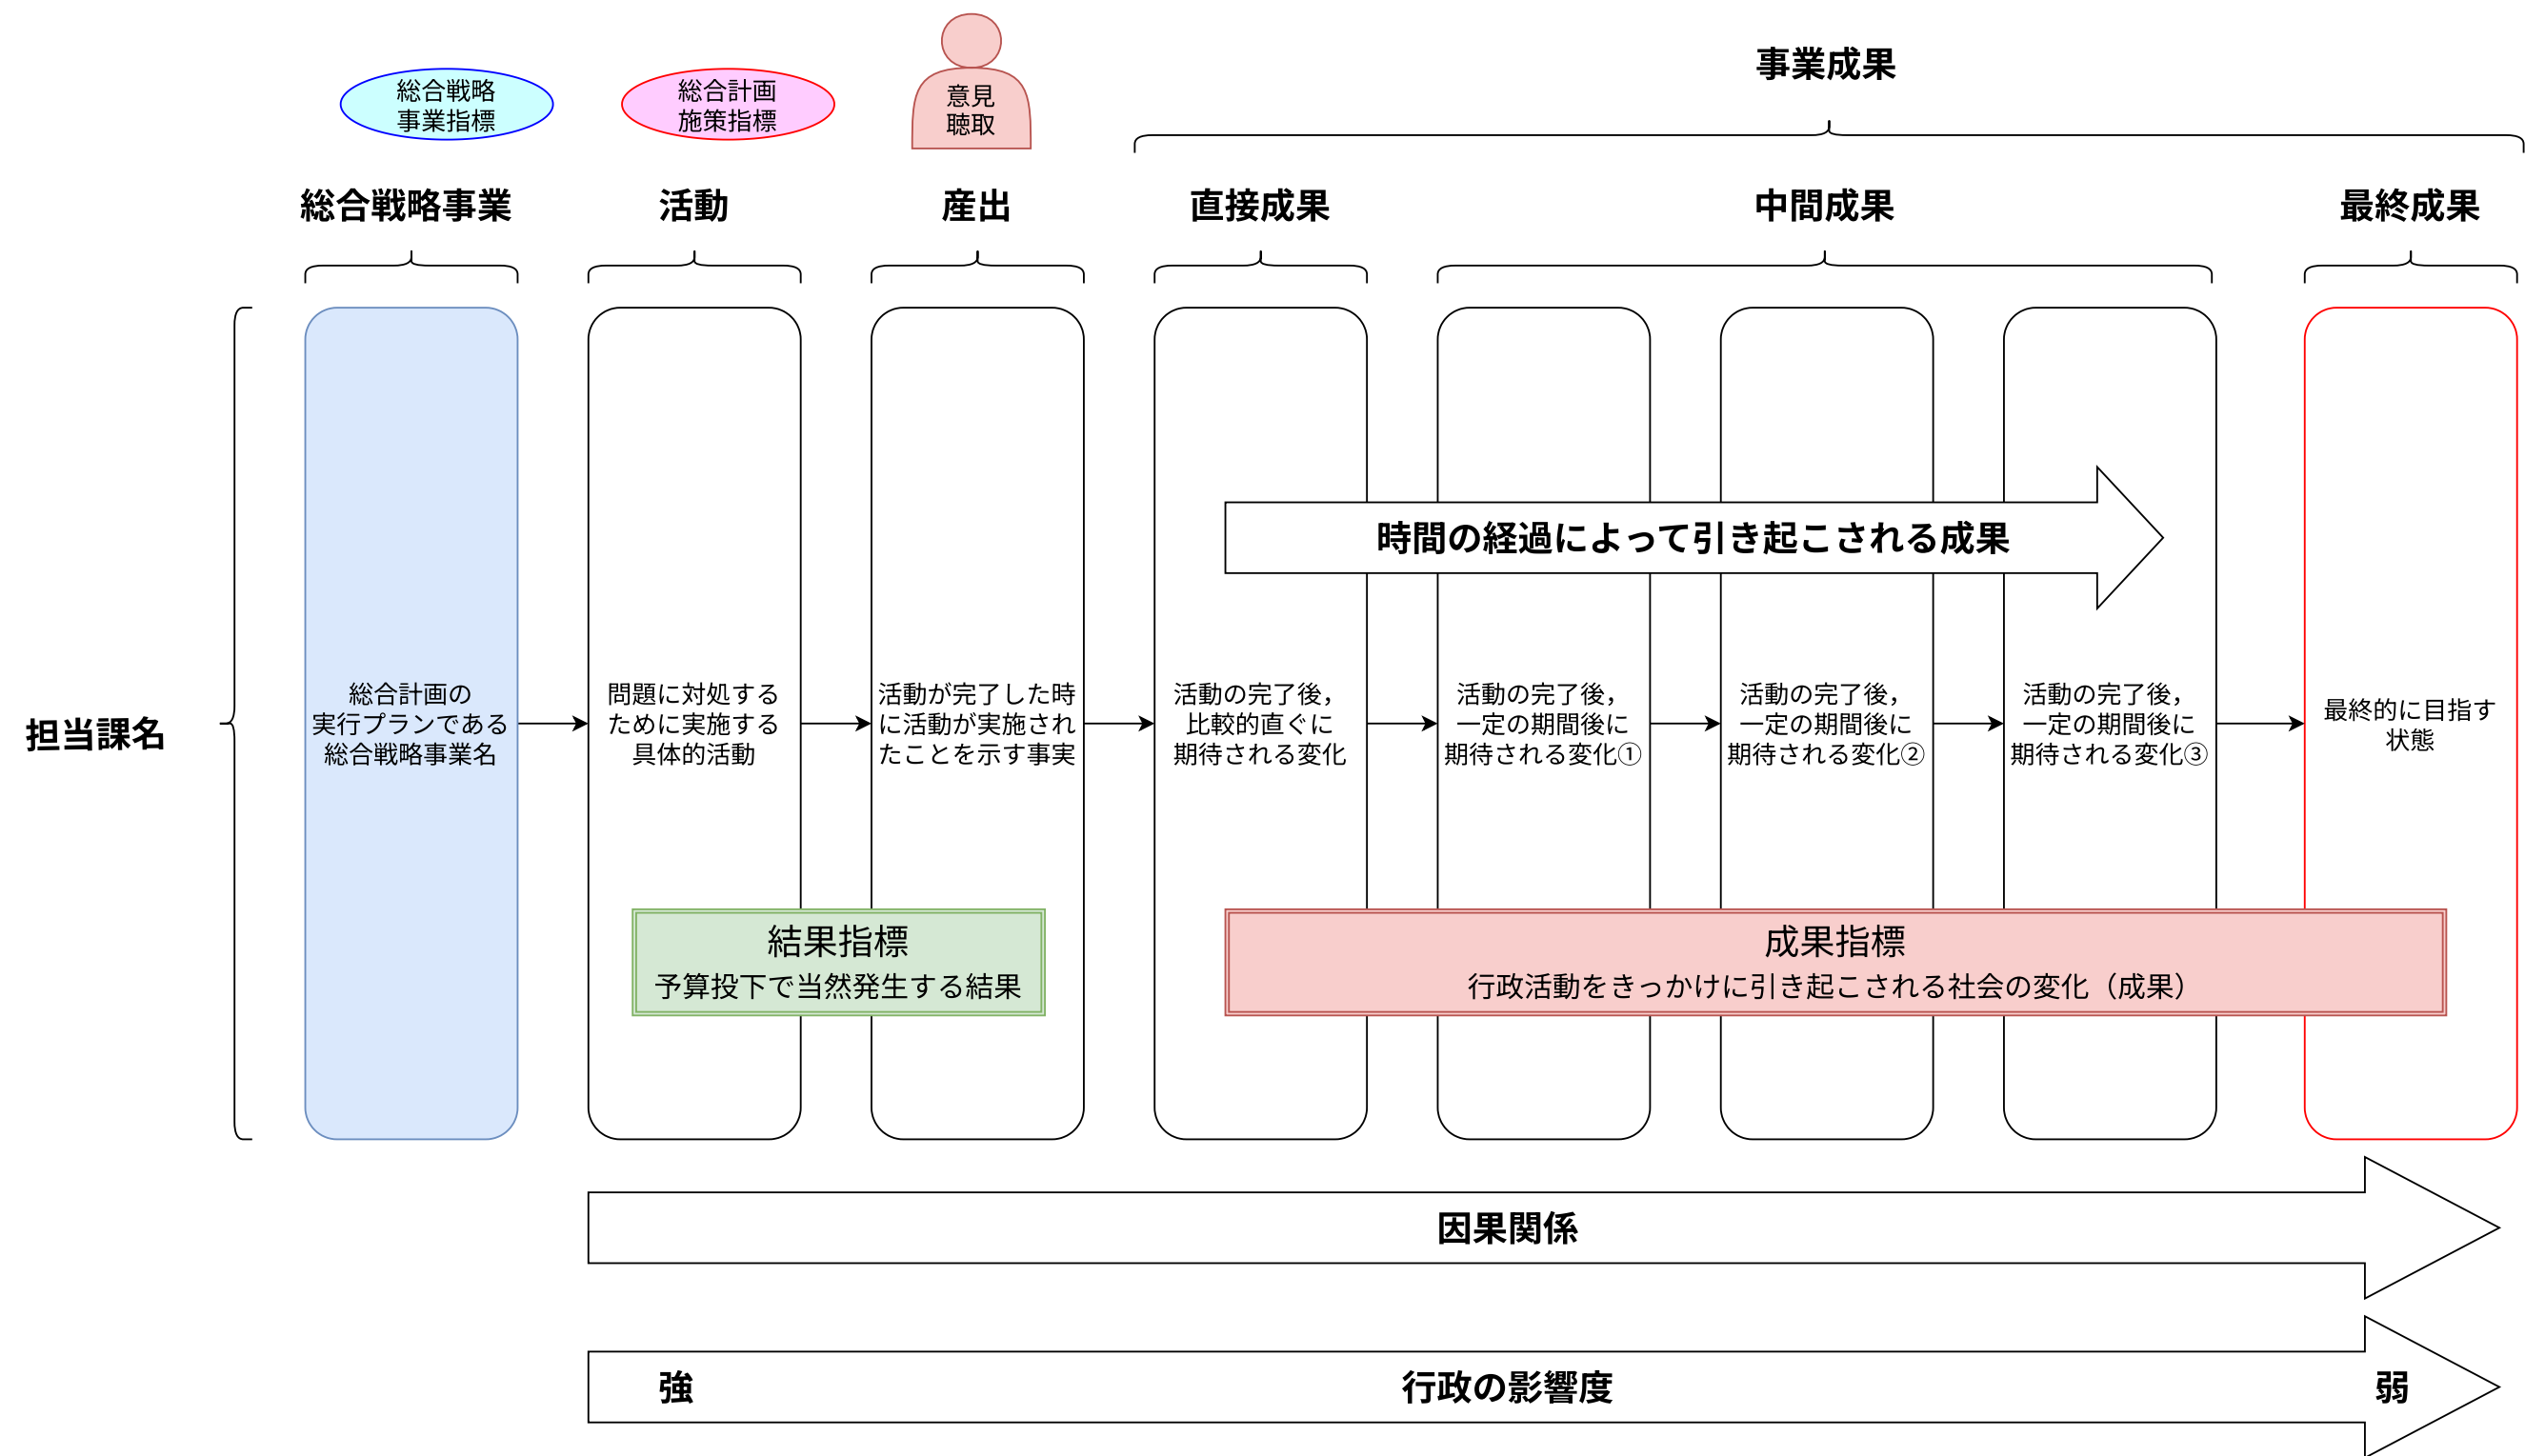 総合戦略
事業指標
総合計画
施策指標
意見
聴取
事業成果
総合戦略事業
活動
産出
直接成果
中間成果
最終成果
担当課名
総合計画の
実行プランである
総合戦略事業名
問題に対処する
ために実施する
具体的活動
活動が完了した時
に活動が実施され
たことを示す事実
活動の完了後，
比較的直ぐに
期待される変化
活動の完了後，
一定の期間後に
期待される変化①
活動の完了後，
一定の期間後に
期待される変化②
活動の完了後，
一定の期間後に
期待される変化③
最終的に目指す
状態
時間の経過によって引き起こされる成果
結果指標
予算投下で当然発生する結果
成果指標
行政活動をきっかけに引き起こされる社会の変化（成果）
因果関係
強 行政の影響度 弱